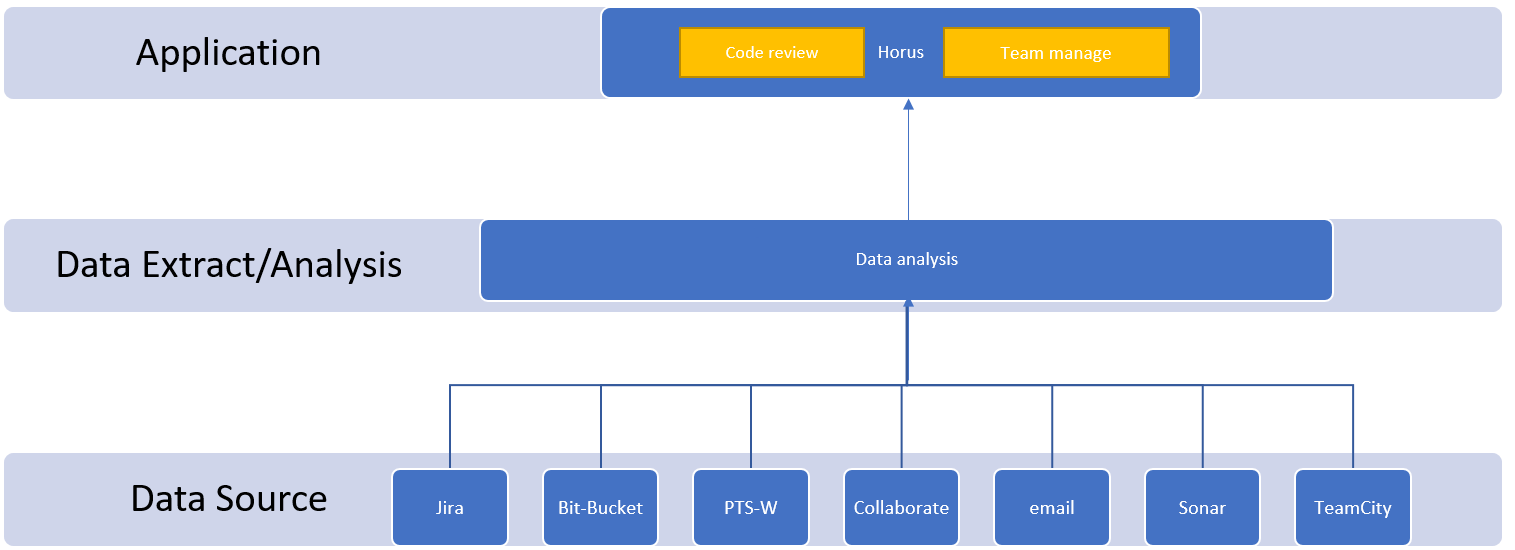 Application
Code review
Horus
Team manage
Data Extract/Analysis
Data analysis
Data Source
Jira
Bit-Bucket
PTS-W
Collaborate
email
Sonar
TeamCity